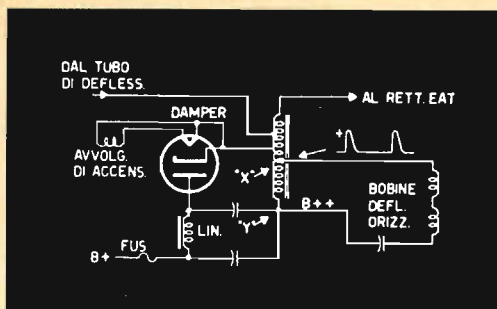 DAL TUBO
DI DEFLESS.
DAMPER
AL RETT. EAT
+
AVVOLG.
DI ACCENS.
"X"
B++
BOBINE
DEFL.
ORIZZ.
"Y"
LIN.
FUS
B+